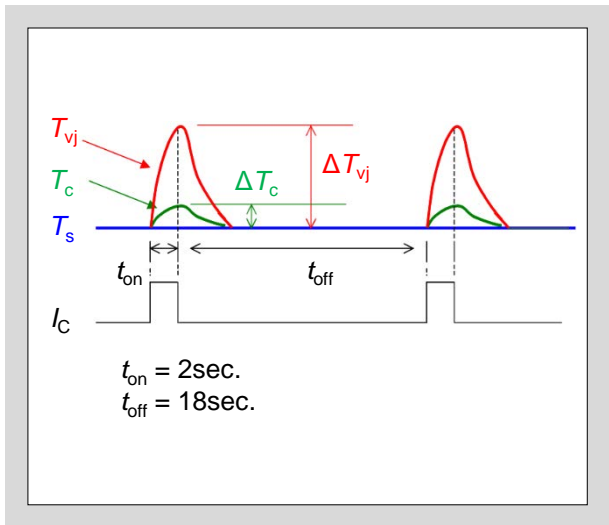 Tvj
Tc
ΔTc
ΔTvj
Ts
ton
toff
IC
ton = 2sec.
toff = 18sec.